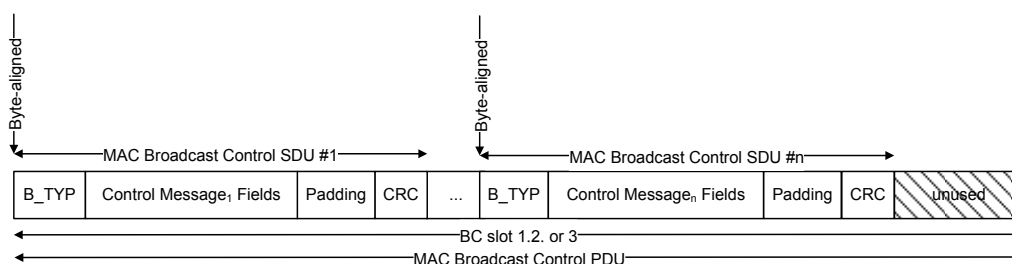 Byte-aligned
Byte-aligned
MAC Broadcast Control SDU #1
MAC Broadcast Control SDU #n
B_TYP Control Message₁ Fields Padding CRC ... B_TYP Control Messageₙ Fields Padding CRC unused
BC slot 1.2. or 3
MAC Broadcast Control PDU